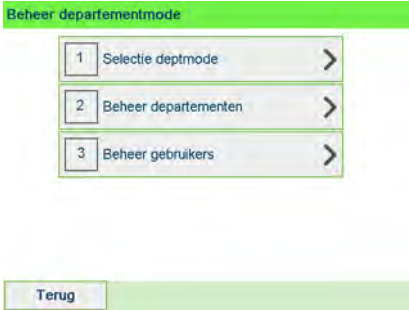 Beheer departementmode
1 Selectie deptmode
2 Beheer departementen
3 Beheer gebruikers
Terug